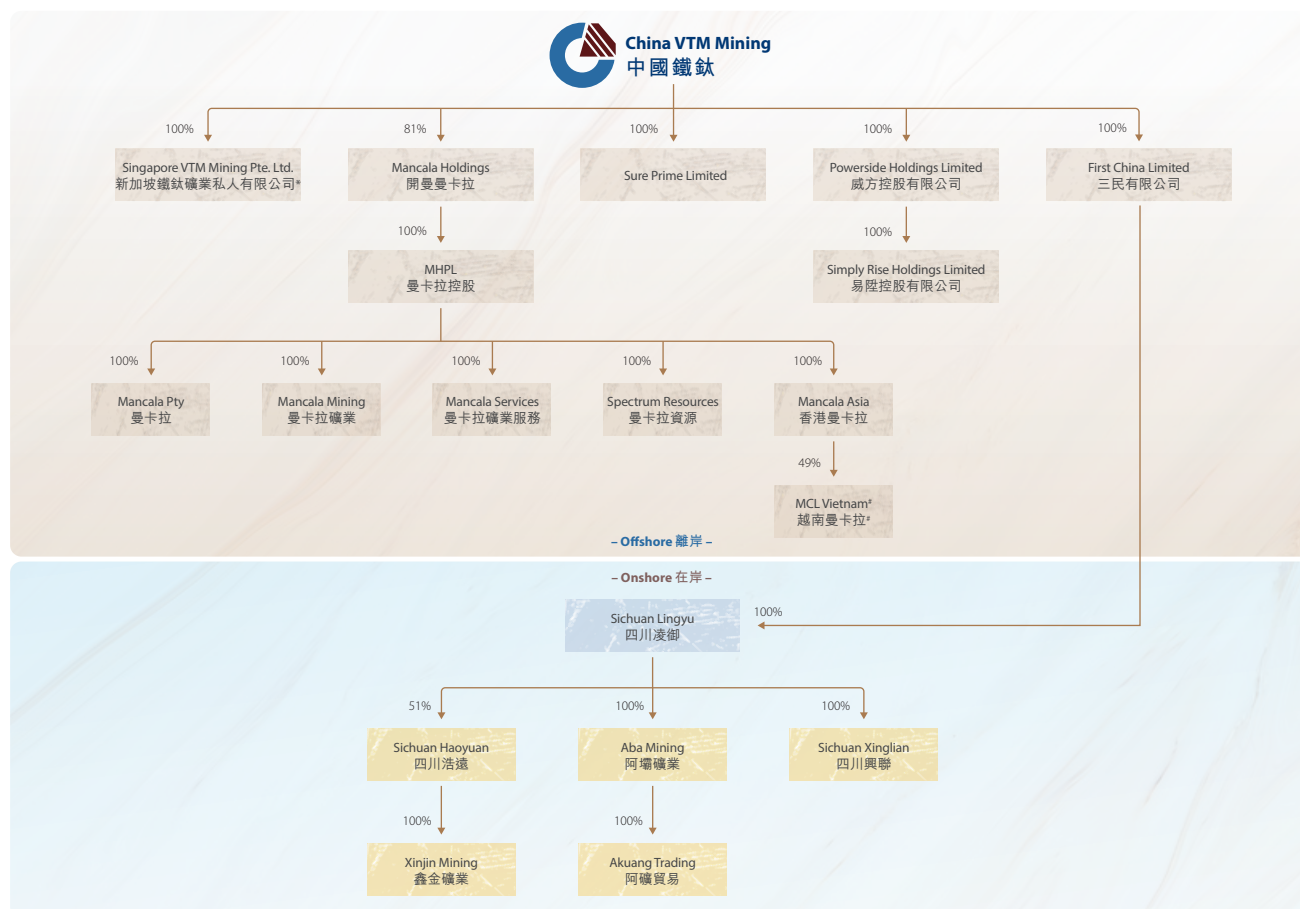 China VTM Mining
中國鐵鈦
100%
81%
100%
100%
100%
Singapore VTM Mining Pte. Ltd.
新加坡鐵鈦礦業私人有限公司*
Mancala Holdings
開曼曼卡拉
Sure Prime Limited
Powerside Holdings Limited
威方控股有限公司
First China Limited
三民有限公司
100%
100%
MHPL
曼卡拉控股
Simply Rise Holdings Limited
易陞控股有限公司
100%
100%
100%
100%
100%
Mancala Pty
曼卡拉
Mancala Mining
曼卡拉礦業
Mancala Services
曼卡拉礦業服務
Spectrum Resources
曼卡拉資源
Mancala Asia
香港曼卡拉
49%
MCL Vietnam#
越南曼卡拉#
– Offshore 離岸 –
– Onshore 在岸 –
Sichuan Lingyu
四川凌御
100%
51%
100%
100%
Sichuan Haoyuan
四川浩遠
Aba Mining
阿壩礦業
Sichuan Xinglian
四川興聯
100%
100%
Xinjin Mining
鑫金礦業
Akuang Trading
阿礦貿易